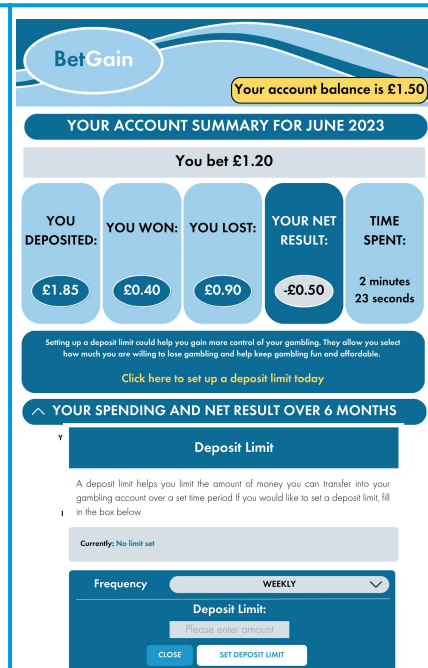 BetGain
Your account balance is £1.50
YOUR ACCOUNT SUMMARY FOR JUNE 2023
You bet £1.20
YOU DEPOSITED:
£1.85
YOU WON:
£0.40
YOU LOST:
£0.90
YOUR NET RESULT:
-£0.50
TIME SPENT:
2 minutes
23 seconds
Setting up a deposit limit could help you gain more control of your gambling. They allow you select
how much you are willing to lose gambling and help keep gambling fun and affordable.
Click here to set up a deposit limit today
YOUR SPENDING AND NET RESULT OVER 6 MONTHS
Y
Deposit Limit
A deposit limit helps you limit the amount of money you can transfer into your
gambling account over a set time period If you would like to set a deposit limit, fill
in the box below
Currently: No limit set
Frequency
WEEKLY
Deposit Limit:
Please enter amount
CLOSE
SET DEPOSIT LIMIT